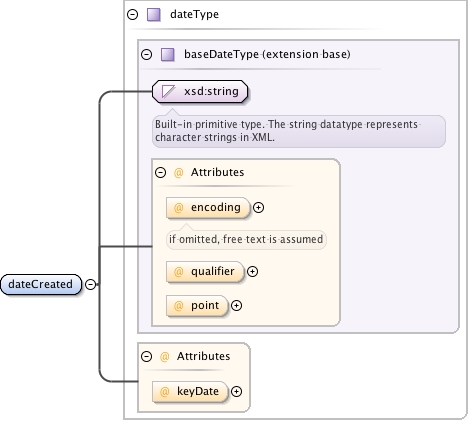 dateType
baseDateType (extension base)
xsd:string
Built-in primitive type. The string datatype represents
character strings in XML.
@ Attributes
@ encoding
if omitted, free text is assumed
@ qualifier
@ point
dateCreated
@ Attributes
@ keyDate